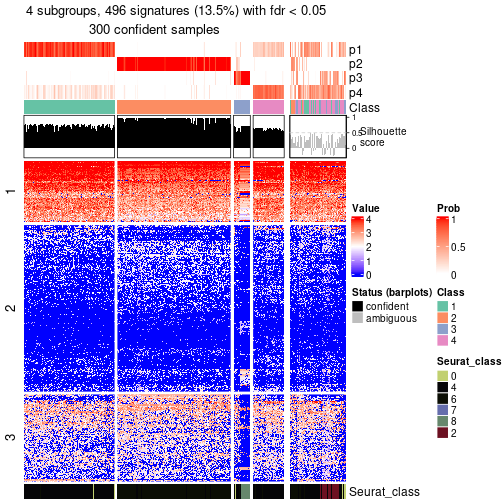 4 subgroups, 496 signatures (13.5%) with fdr < 0.05
300 confident samples
p1
p2
p3
p4
Class
1
0.5
0
Silhouette
score
1
2
3
Value
4
3
2
1
0
Prob
1
0.5
0
Status (barplots)
confident
ambiguous
Class
1
2
3
4
Seurat_class
0
4
6
7
8
2
Seurat_class